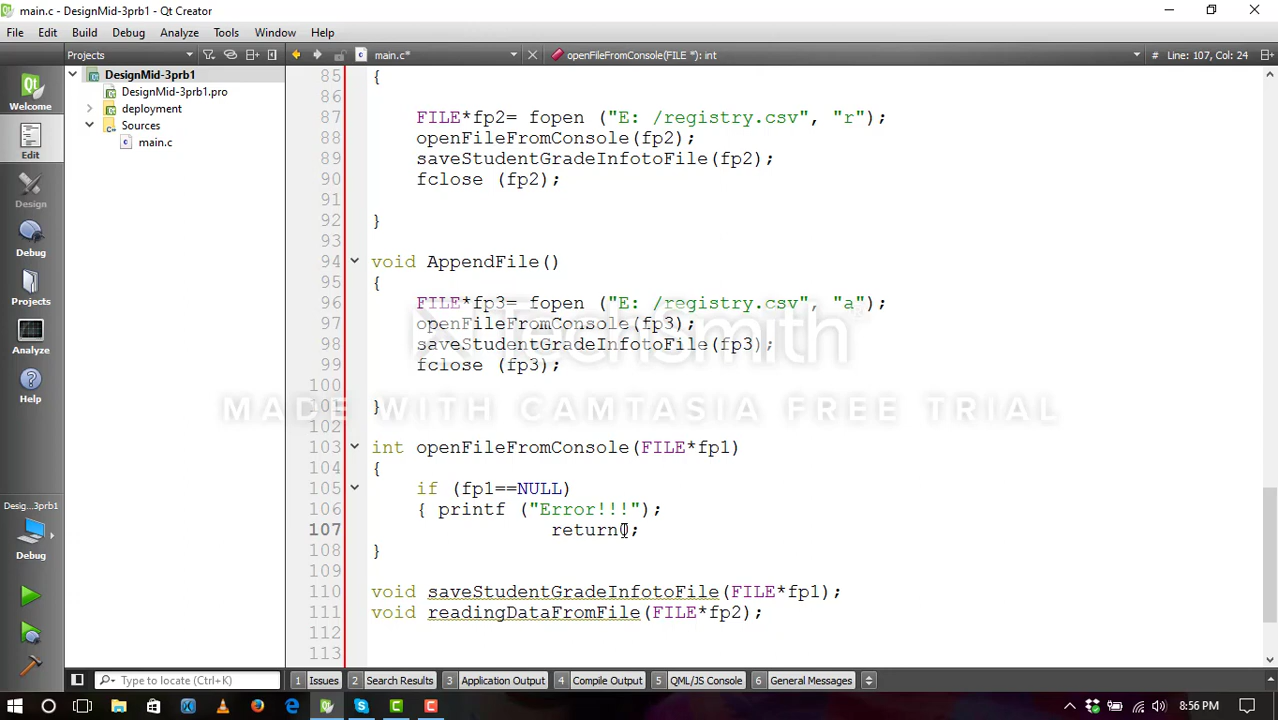 main.c - DesignMid-3prb1 - Qt Creator
File Edit Build Debug Analyze Tools Window Help
Projects main.c* openFileFromConsole(FILE *): int # Line: 107, Col: 24
Welcome
Edit
Design
Debug
Projects
Analyze
Help
Desig...3prb1
Debug
DesignMid-3prb1
DesignMid-3prb1.pro
deployment
Sources
main.c
85 {
86
87 FILE*fp2= fopen ("E: /registry.csv", "r");
88 openFileFromConsole(fp2);
89 saveStudentGradeInfotoFile(fp2);
90 fclose (fp2);
91
92 }
93
94 void AppendFile()
95 {
96 FILE*fp3= fopen ("E: /registry.csv", "a");
97 openFileFromConsole(fp3);
98 saveStudentGradeInfotoFile(fp3);
99 fclose (fp3);
100
101 }
102
103 int openFileFromConsole(FILE*fp1)
104 {
105 if (fp1==NULL)
106 { printf ("Error!!!");
107 return;
108 }
109
110 void saveStudentGradeInfotoFile(FILE*fp1);
111 void readingDataFromFile(FILE*fp2);
112
113
TechSmith
MADE WITH CAMTASIA FREE TRIAL
Type to locate (Ctrl+K) 1 Issues 2 Search Results 3 Application Output 4 Compile Output 5 QML/JS Console 6 General Messages
8:56 PM